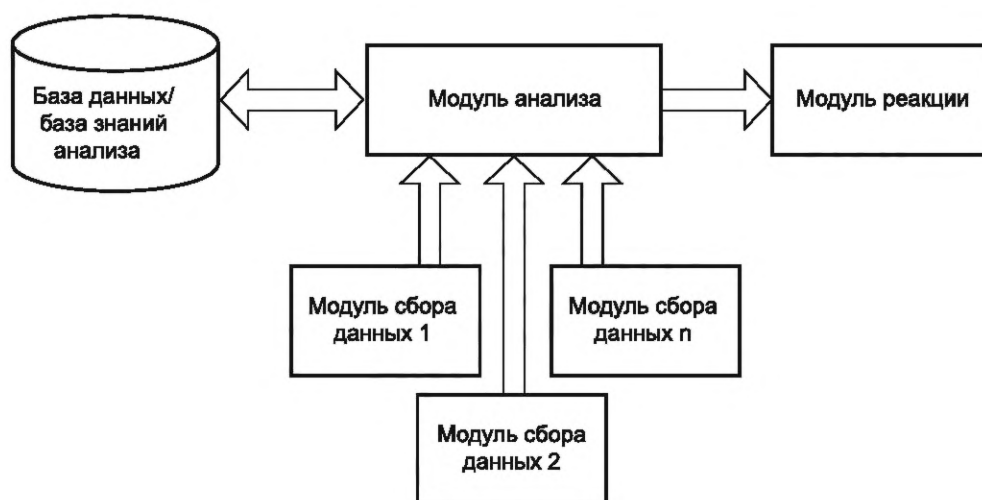 База данных/
база знаний
анализа
Модуль анализа
Модуль реакции
Модуль сбора
данных 1
Модуль сбора
данных n
Модуль сбора
данных 2